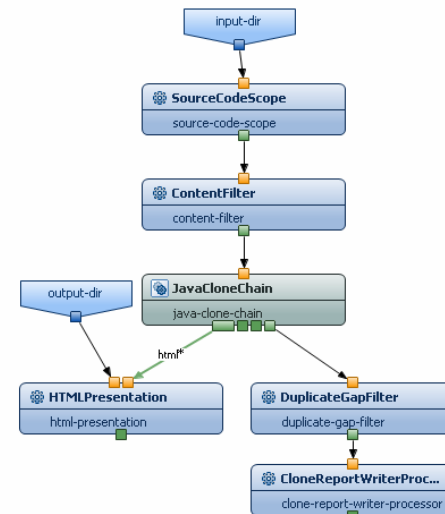 input-dir
SourceCodeScope
source-code-scope
ContentFilter
content-filter
JavaCloneChain
java-clone-chain
output-dir
html*
HTMLPresentation
html-presentation
DuplicateGapFilter
duplicate-gap-filter
CloneReportWriterProc...
clone-report-writer-processor